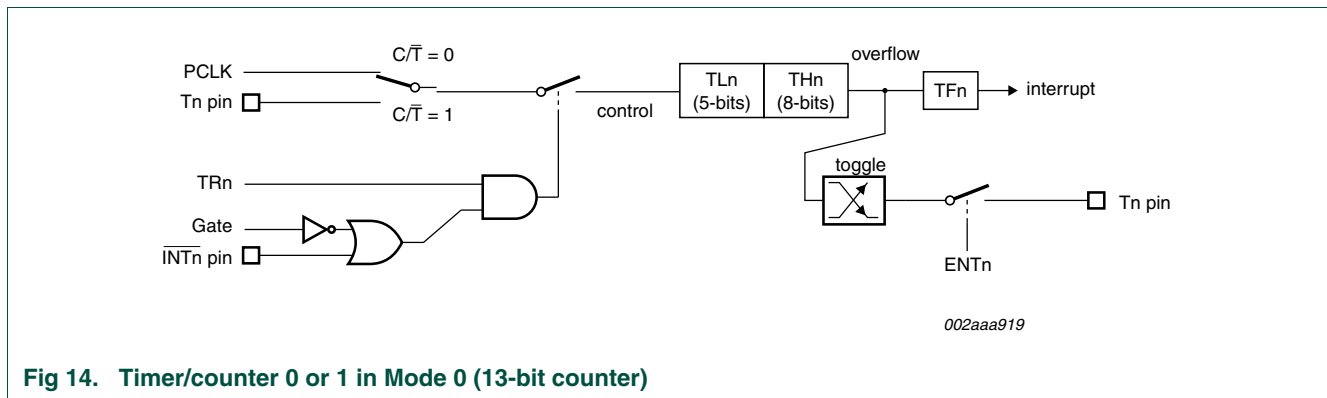 C/T̅ = 0
overflow
PCLK
TLn
(5-bits)
THn
(8-bits)
TFn
interrupt
Tn pin
C/T̅ = 1
control
toggle
TRn
Tn pin
Gate
I̅N̅T̅n̅ pin
ENTn
002aaa919
Fig 14. Timer/counter 0 or 1 in Mode 0 (13-bit counter)